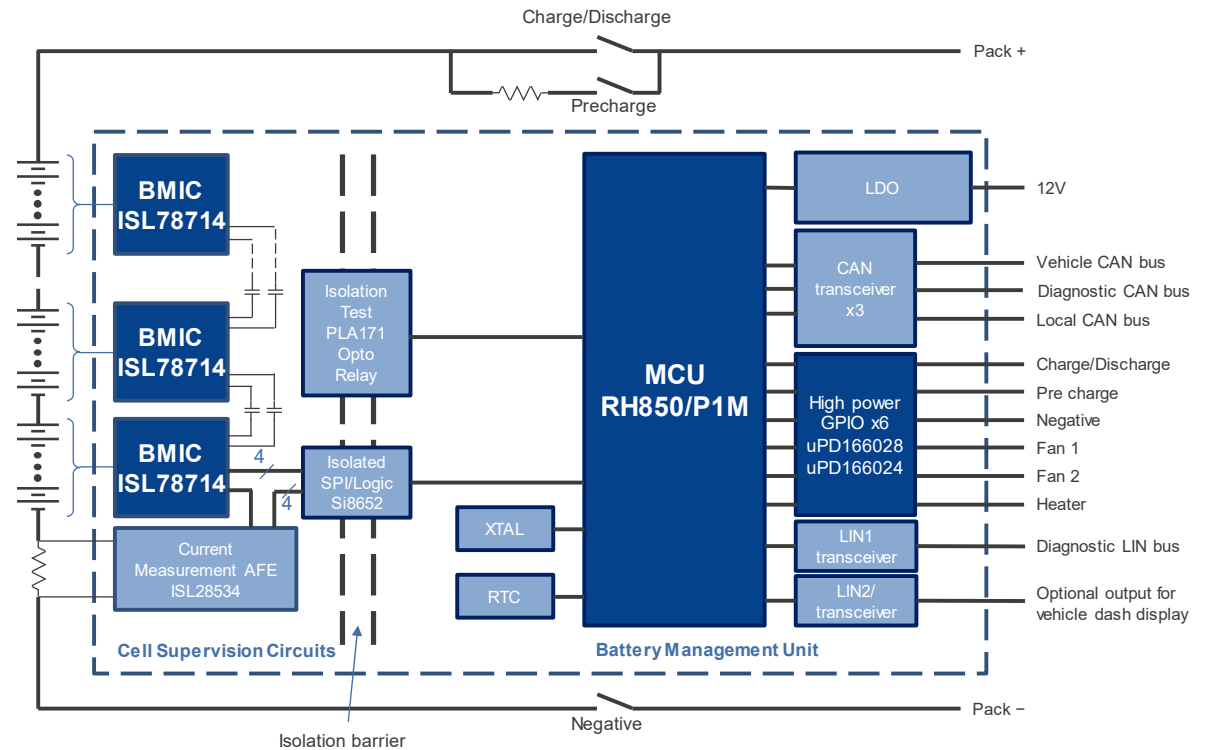 Charge/Discharge
Pack +
Precharge
BMIC
ISL78714
BMIC
ISL78714
BMIC
ISL78714
4
4
Current
Measurement AFE
ISL28534
Isolation
Test
PLA171
Opto
Relay
Isolated
SPI/Logic
Si8652
XTAL
RTC
MCU
RH850/P1M
LDO
12V
CAN
transceiver
x3
Vehicle CAN bus
Diagnostic CAN bus
Local CAN bus
High power
GPIO x6
uPD166028
uPD166024
Charge/Discharge
Pre charge
Negative
Fan 1
Fan 2
Heater
LIN1
transceiver
Diagnostic LIN bus
LIN2/
transceiver
Optional output for
vehicle dash display
Cell Supervision Circuits
Battery Management Unit
Negative
Pack −
Isolation barrier